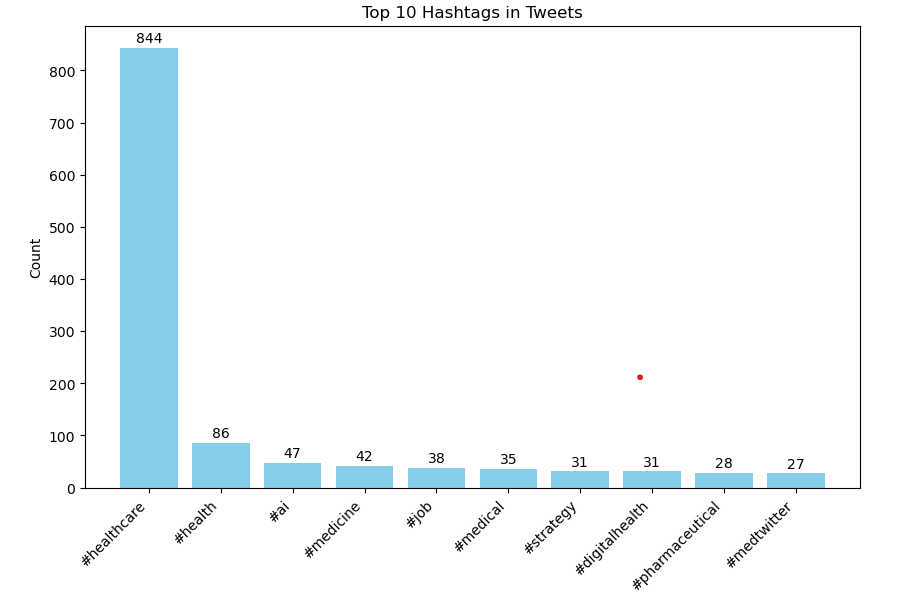 Top 10 Hashtags in Tweets
Count
800
700
600
500
400
300
200
100
0
844
86
47
42
38
35
31
31
28
27
#healthcare
#health
#ai
#medicine
#job
#medical
#strategy
#digitalhealth
#pharmaceutical
#medtwitter